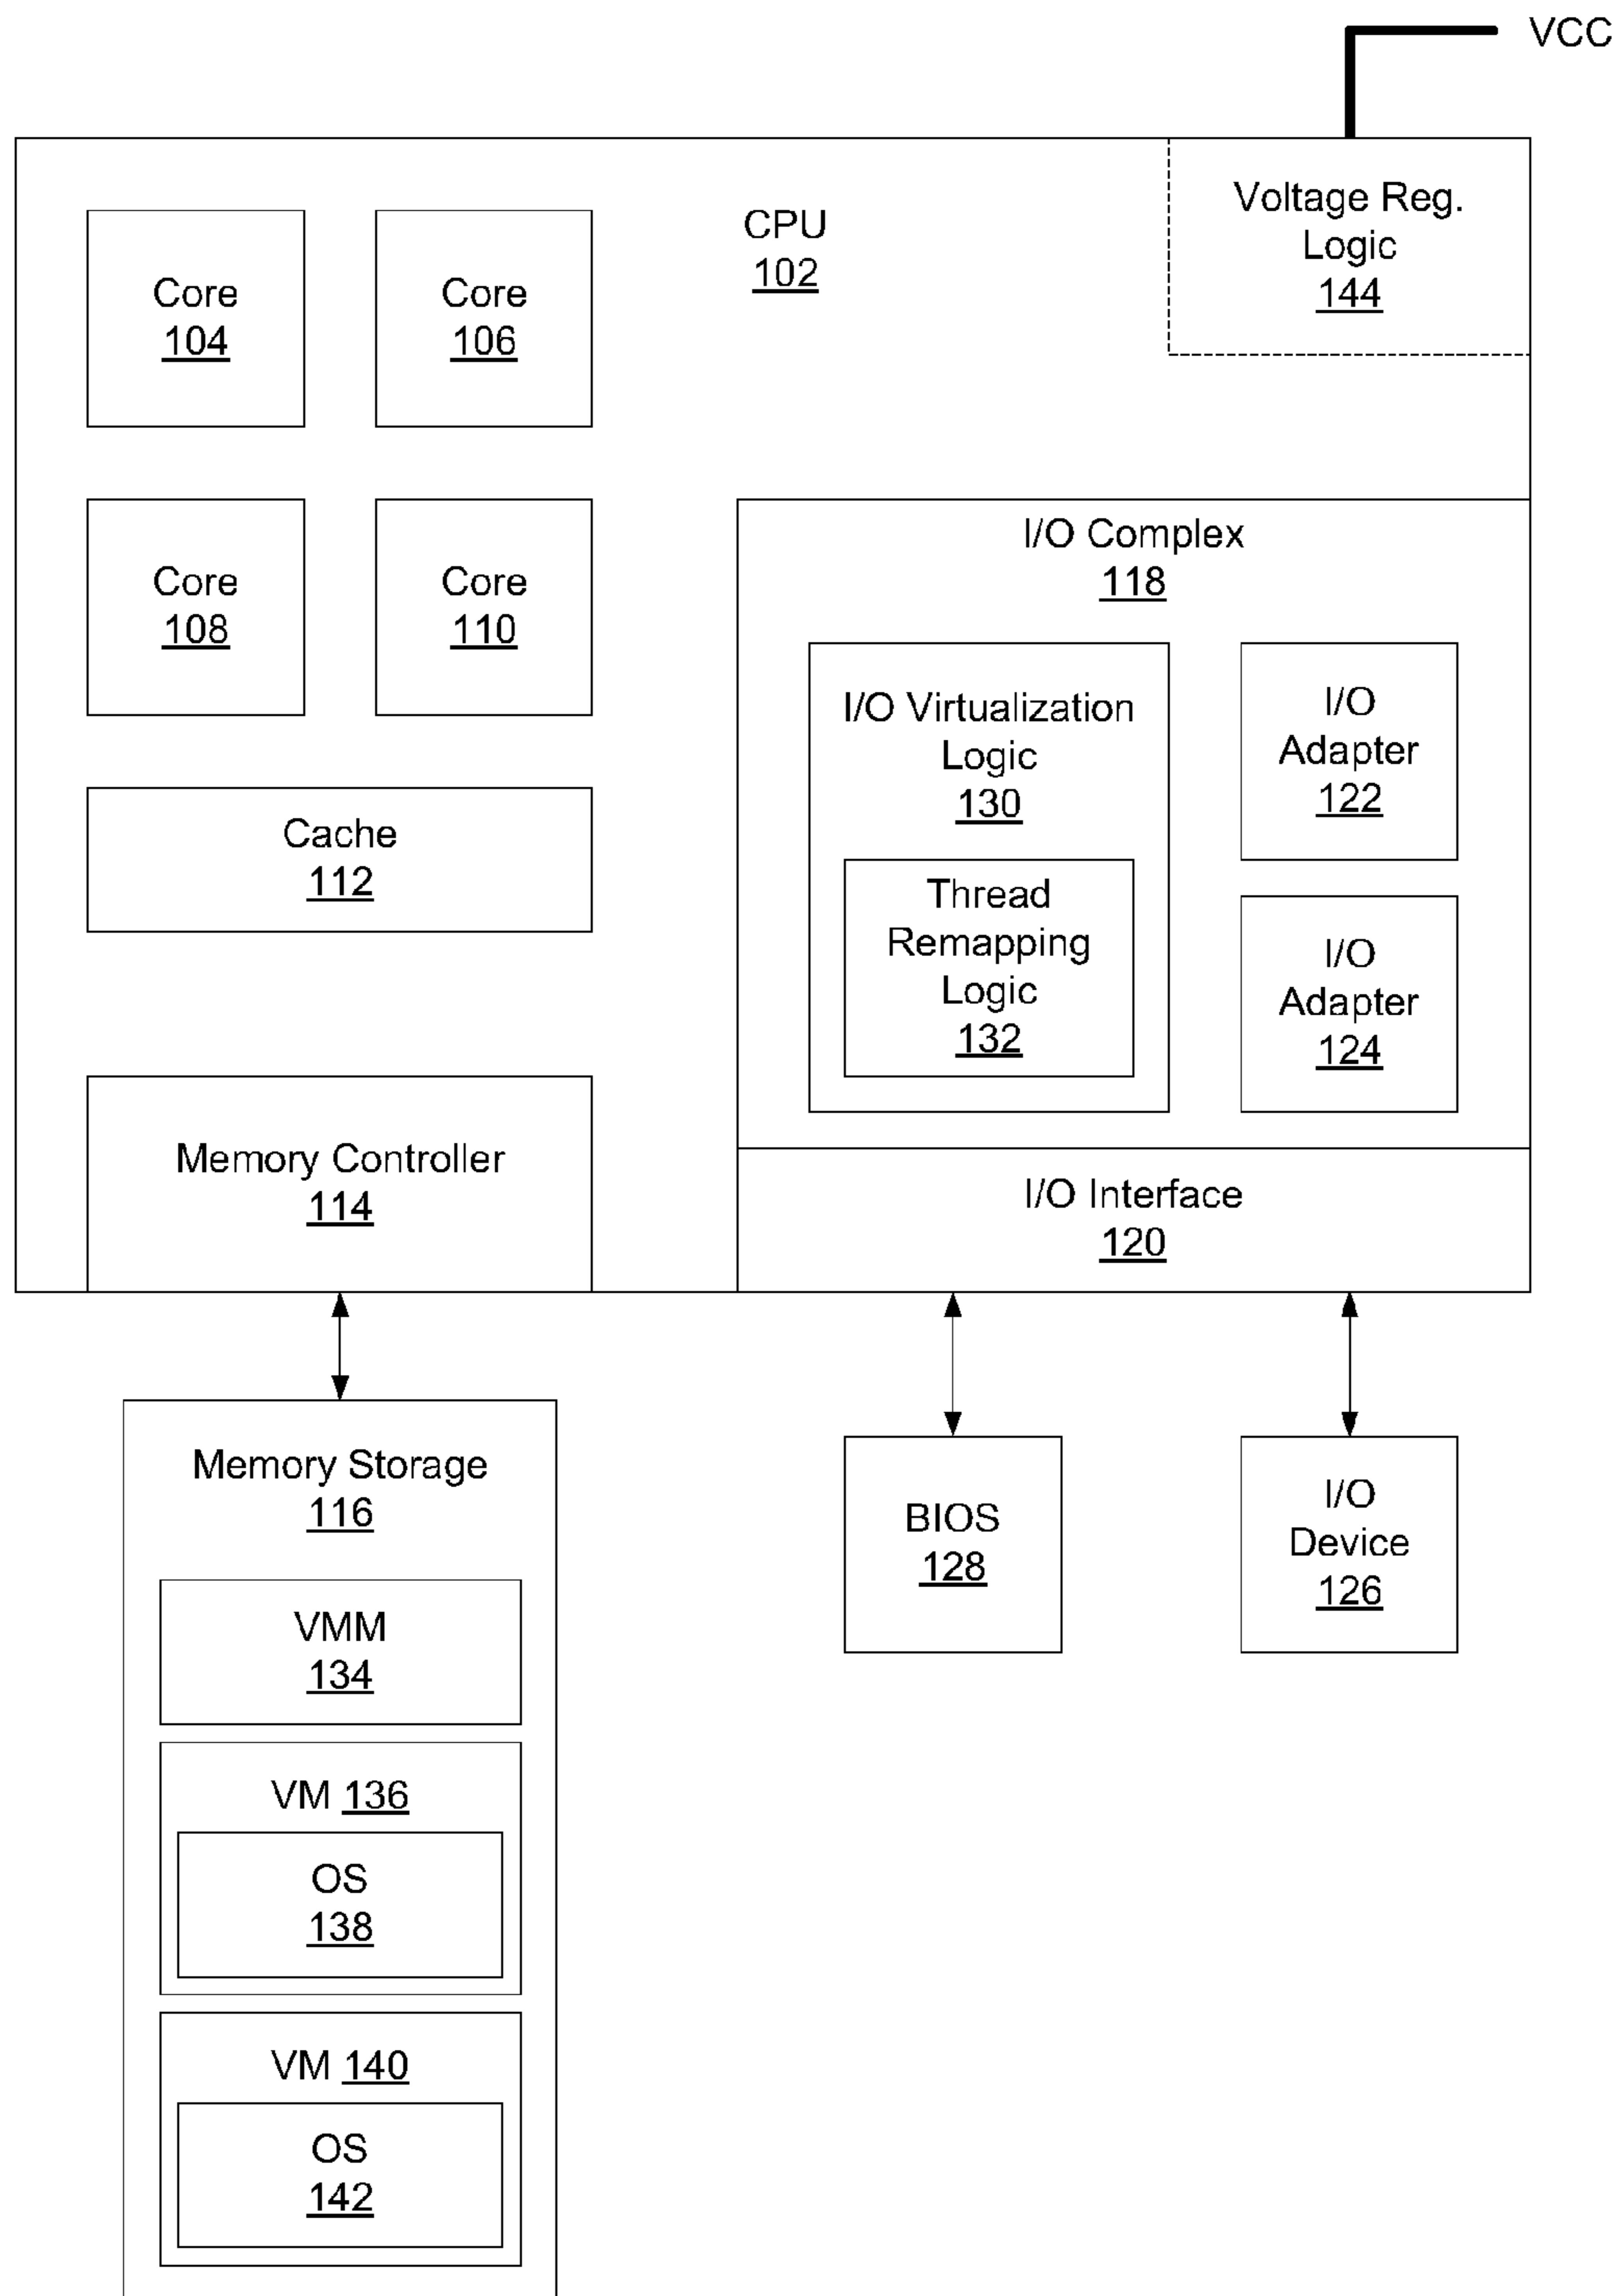 VCC
CPU
102
Voltage Reg.
Logic
144
Core
104
Core
106
Core
108
Core
110
Cache
112
Memory Controller
114
I/O Complex
118
I/O Virtualization
Logic
130
Thread
Remapping
Logic
132
I/O
Adapter
122
I/O
Adapter
124
I/O Interface
120
Memory Storage
116
VMM
134
VM 136
OS
138
VM 140
OS
142
BIOS
128
I/O
Device
126